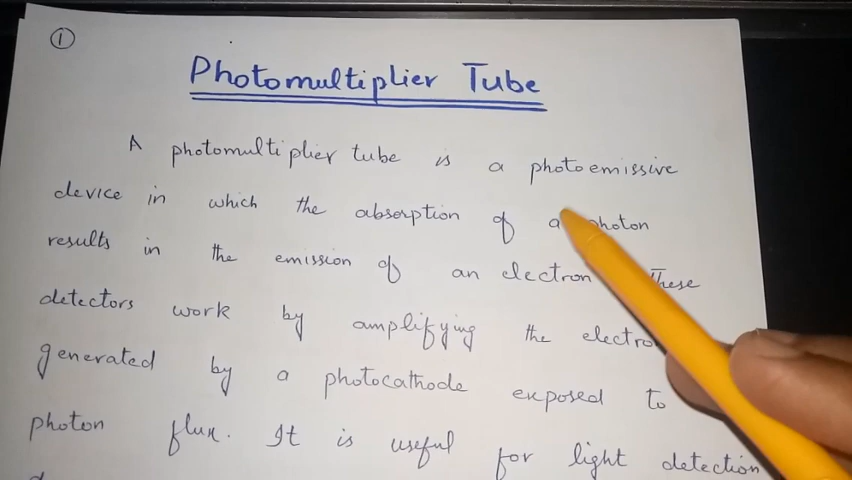 1
Photomultiplier Tube
A photomultiplier tube is a photoemissive
device in which the absorption of a photon
results in the emission of an electron These
detectors work by amplifying the
generated by a photocathode exposed to
photon flux. It is useful for light detection